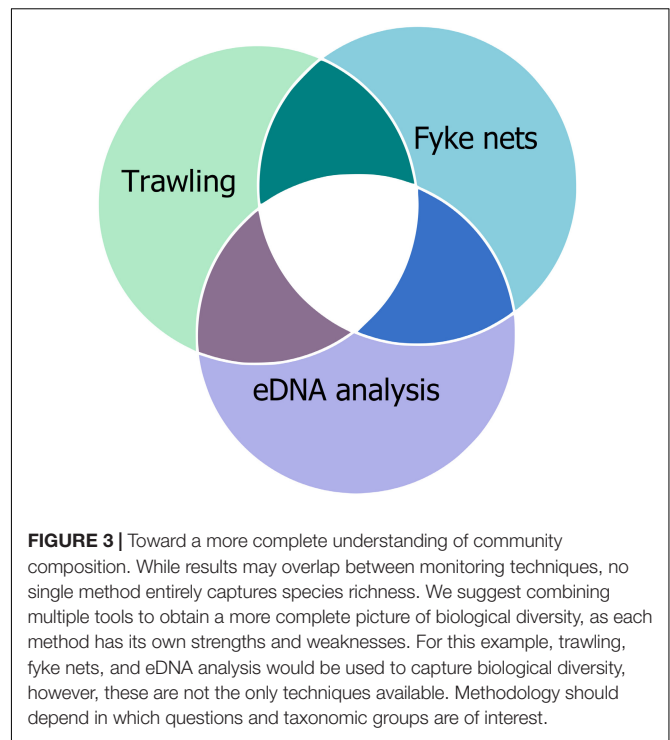 Fyke nets
Trawling
eDNA analysis
FIGURE 3 | Toward a more complete understanding of community
composition. While results may overlap between monitoring techniques, no
single method entirely captures species richness. We suggest combining
multiple tools to obtain a more complete picture of biological diversity, as each
method has its own strengths and weaknesses. For this example, trawling,
fyke nets, and eDNA analysis would be used to capture biological diversity,
however, these are not the only techniques available. Methodology should
depend in which questions and taxonomic groups are of interest.